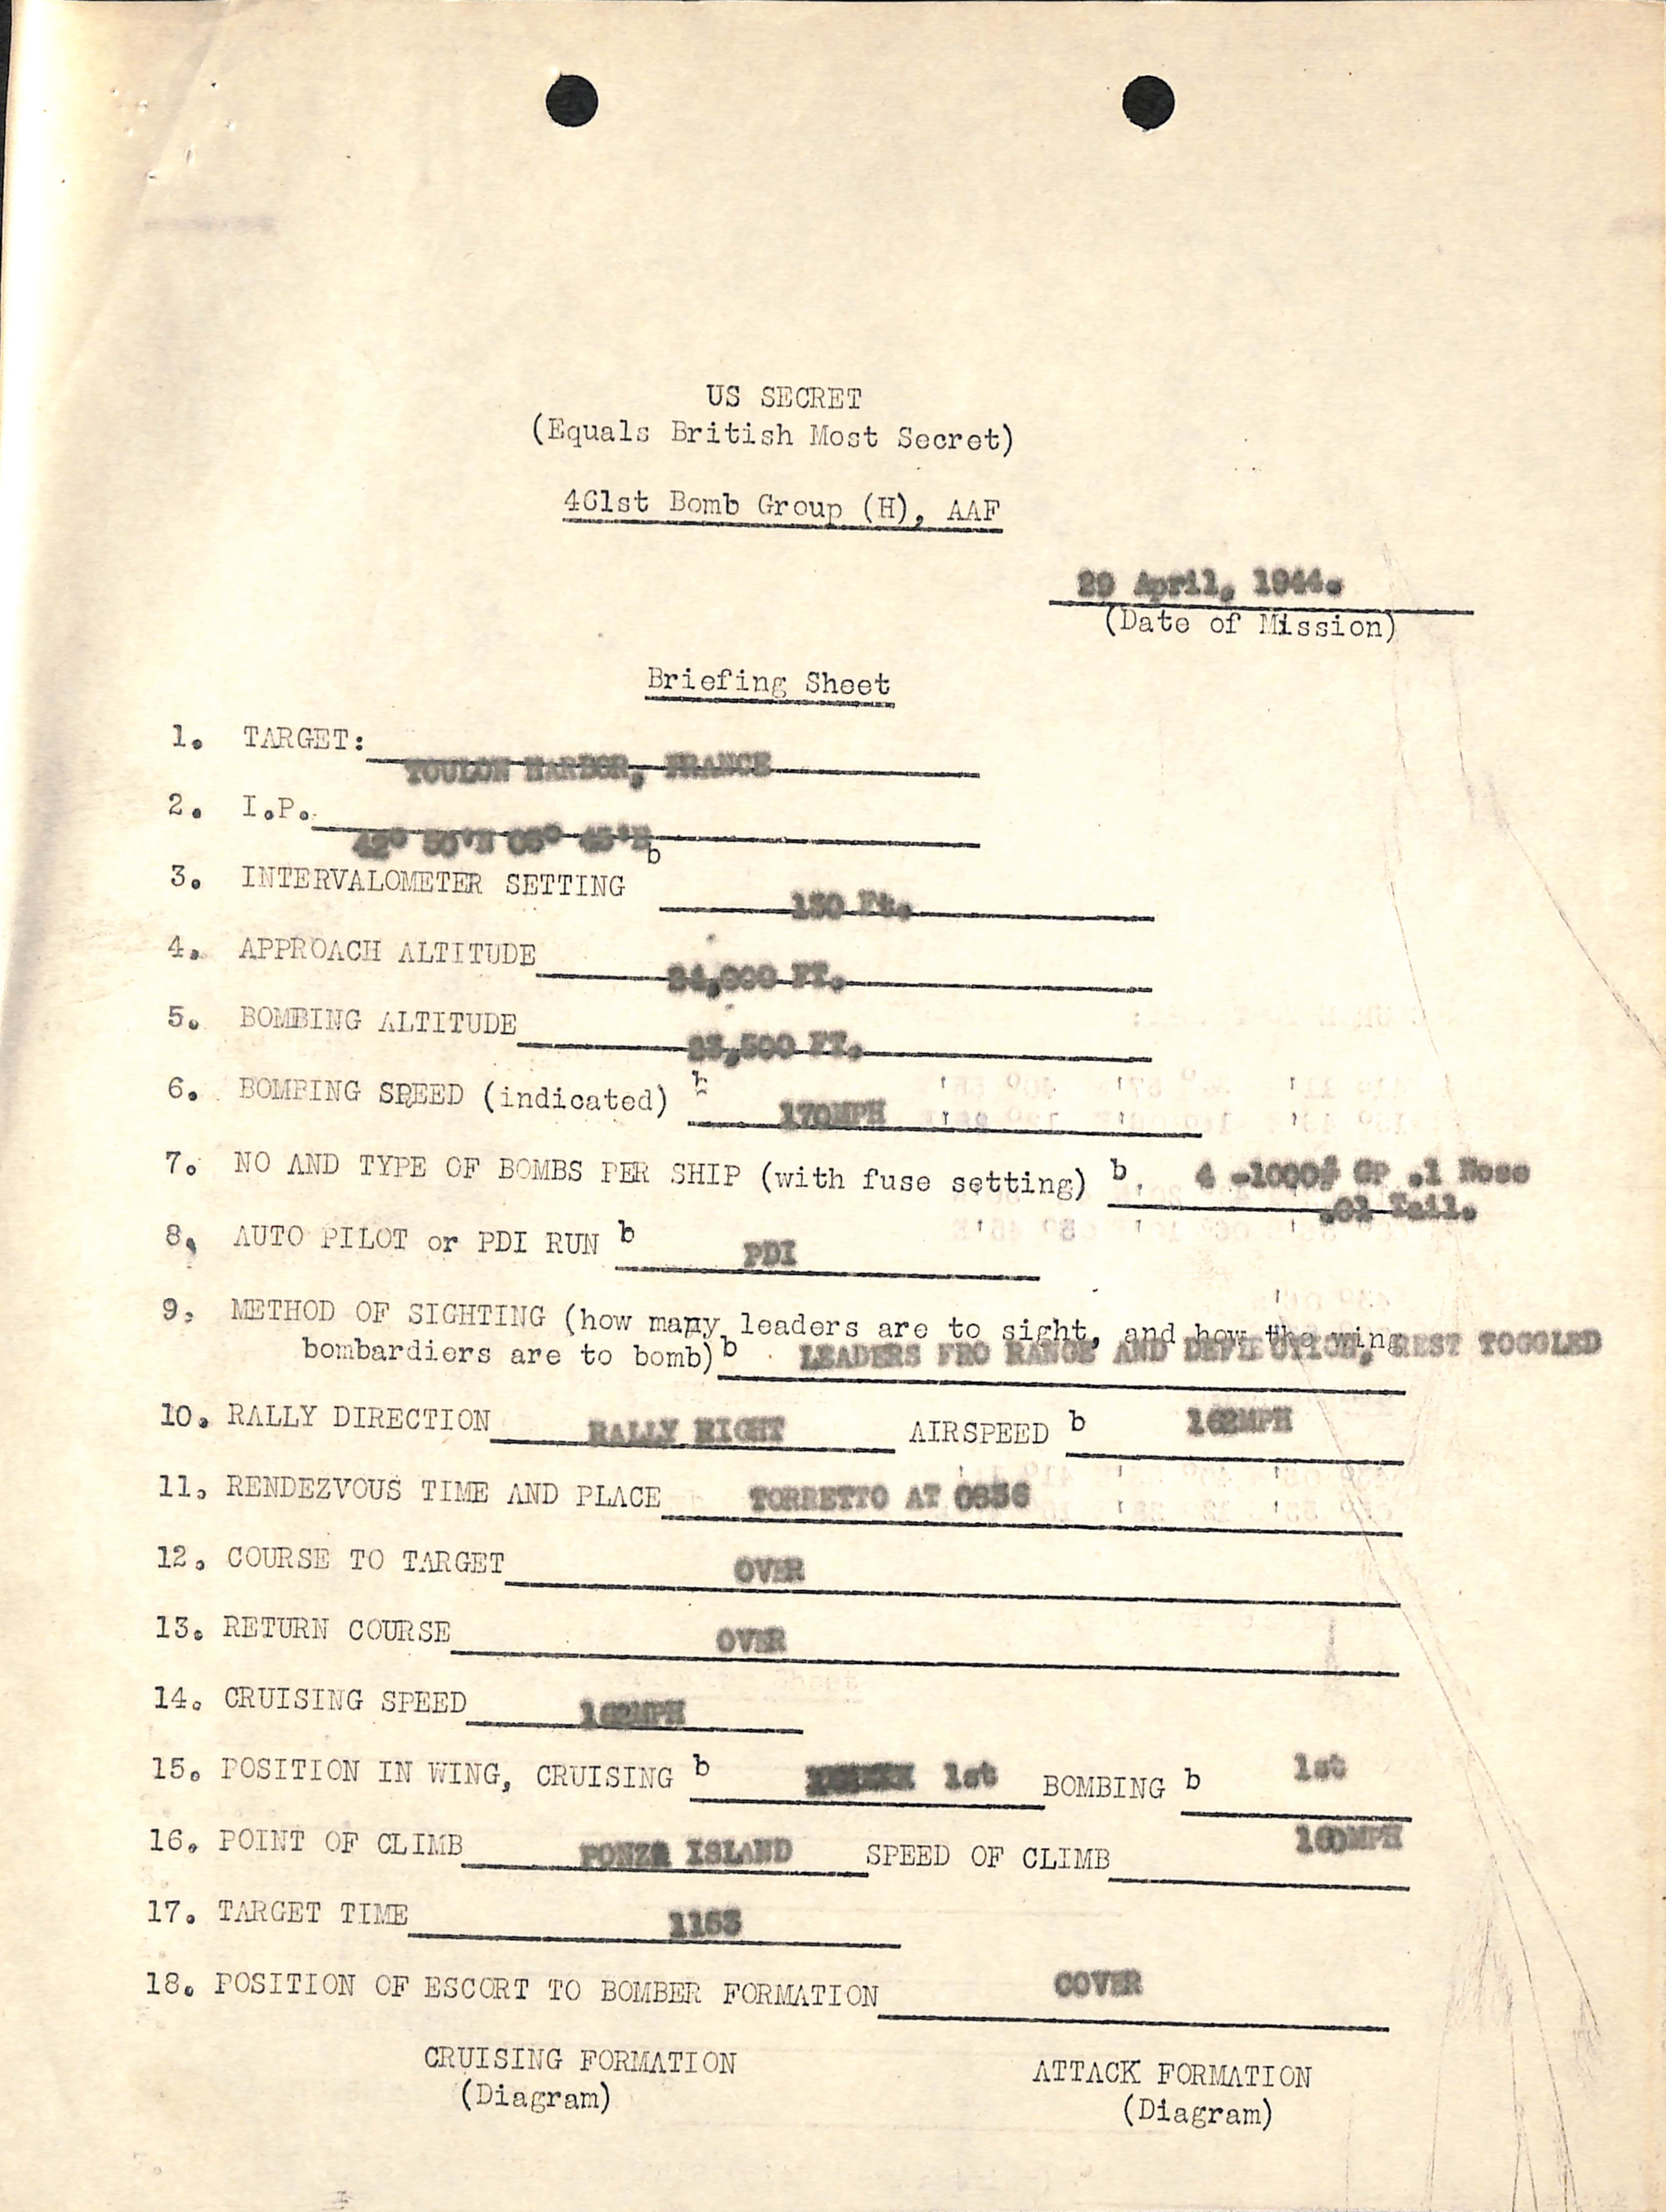 US SECRET
(Equals British Most Secret)
461st Bomb Group (H), AAF
29 April, 1944.
(Date of Mission)
Briefing Sheet
1. TARGET: TOULON HARBOR, FRANCE
2. I.P.
3. INTERVALOMETER SETTING b 130 Ft.
4. APPROACH ALTITUDE FT.
5. BOMBING ALTITUDE 23,500 FT.
6. BOMBING SPEED (indicated) b 170MPH
7. NO AND TYPE OF BOMBS PER SHIP (with fuse setting) b 4 -1000# GP .1 Nose
.01 Tail.
8. AUTO PILOT or PDI RUN b PDI
9. METHOD OF SIGHTING (how many leaders are to sight, and how the wing
bombardiers are to bomb) b LEADERS FRO RANGE AND DEFLECTION, REST TOGGLED
10. RALLY DIRECTION RALLY RIGHT AIRSPEED b 162MPH
11. RENDEZVOUS TIME AND PLACE TORRETTO AT 0836
12. COURSE TO TARGET OVER
13. RETURN COURSE OVER
14. CRUISING SPEED 162MPH
15. POSITION IN WING, CRUISING b 1st BOMBING b 1st
16. POINT OF CLIMB PONZA ISLAND SPEED OF CLIMB 160MPH
17. TARGET TIME 1153
18. POSITION OF ESCORT TO BOMBER FORMATION COVER
CRUISING FORMATION ATTACK FORMATION
(Diagram) (Diagram)